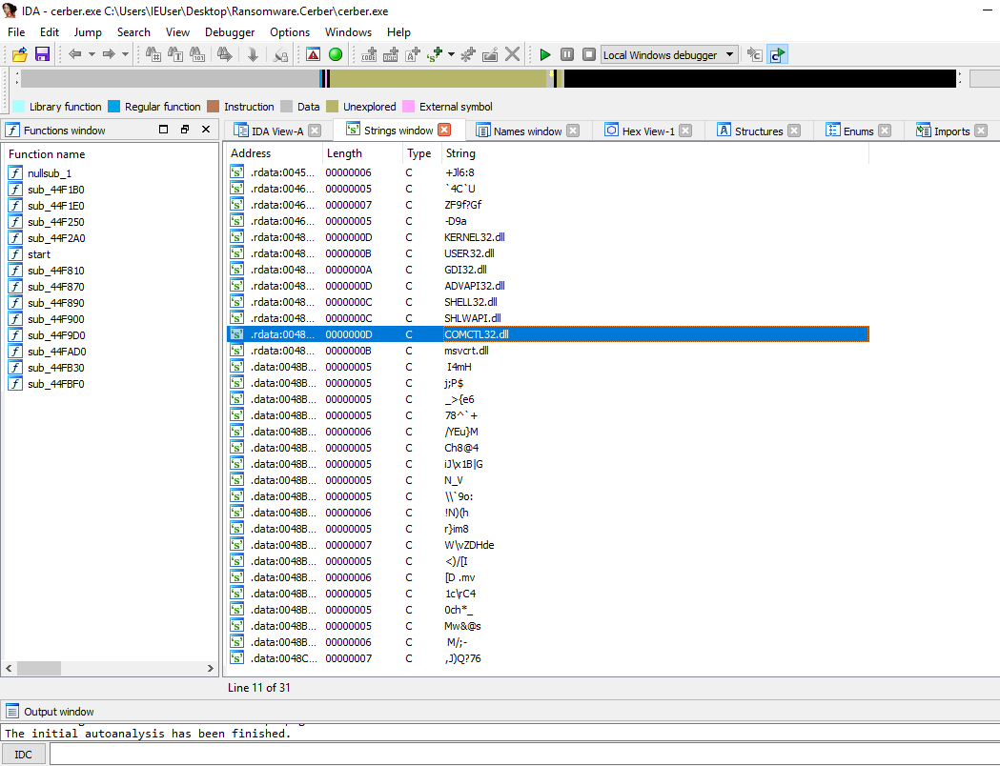 IDA - cerber.exe C:\Users\IEUser\Desktop\Ransomware.Cerber\cerber.exe
File Edit Jump Search View Debugger Options Windows Help
Local Windows debugger
Library function Regular function Instruction Data Unexplored External symbol
Functions window IDA View-A Strings window Names window Hex View-1 Structures Enums Imports
Function name
nullsub_1
sub_44F1B0
sub_44F1E0
sub_44F250
sub_44F2A0
start
sub_44F810
sub_44F870
sub_44F890
sub_44F900
sub_44F9D0
sub_44FAD0
sub_44FB30
sub_44FBF0
Address Length Type String
.rdata:0045... 00000006 C +Jl6:8
.rdata:0046... 00000005 C `4C`U
.rdata:0046... 00000007 C ZF9f?Gf
.rdata:0046... 00000005 C -D9a
.rdata:0048... 0000000D C KERNEL32.dll
.rdata:0048... 0000000B C USER32.dll
.rdata:0048... 0000000A C GDI32.dll
.rdata:0048... 0000000D C ADVAPI32.dll
.rdata:0048... 0000000C C SHELL32.dll
.rdata:0048... 0000000C C SHLWAPI.dll
.rdata:0048... 0000000D C COMCTL32.dll
.rdata:0048... 0000000B C msvcrt.dll
.data:0048B... 00000005 C I4mH
.data:0048B... 00000005 C j;P$
.data:0048B... 00000005 C _>{e6
.data:0048B... 00000005 C 78^`+
.data:0048B... 00000006 C /YEu}M
.data:0048B... 00000005 C Ch8@4
.data:0048B... 00000005 C iJ\x1B|G
.data:0048B... 00000005 C N_V
.data:0048B... 00000005 C \\`9o:
.data:0048B... 00000006 C !N)(h
.data:0048B... 00000005 C r}im8
.data:0048B... 00000007 C W\vZDHde
.data:0048B... 00000005 C <)/[I
.data:0048B... 00000006 C [D .mv
.data:0048B... 00000005 C 1c\rC4
.data:0048B... 00000005 C 0ch*_
.data:0048B... 00000005 C Mw&@s
.data:0048B... 00000006 C M/;-
.data:0048C... 00000007 C ,J)Q?76
Line 11 of 31
Output window
The initial autoanalysis has been finished.
IDC